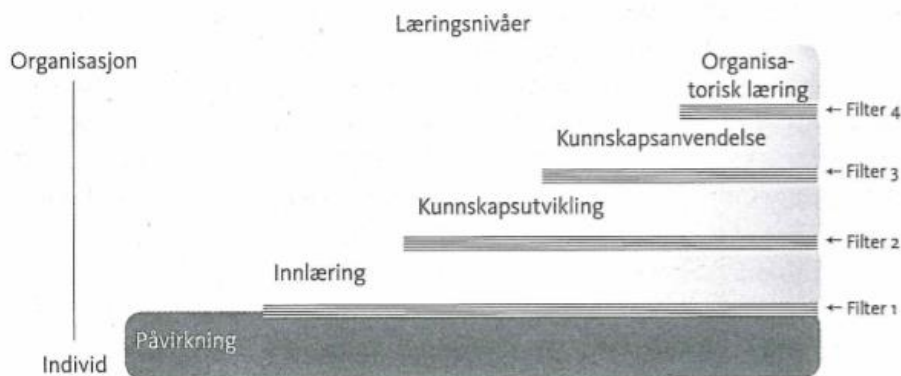 Læringsnivåer
Organisasjon
Organisa-
torisk læring
← Filter 4
Kunnskapsanvendelse
← Filter 3
Kunnskapsutvikling
← Filter 2
Innlæring
← Filter 1
Påvirkning
Individ